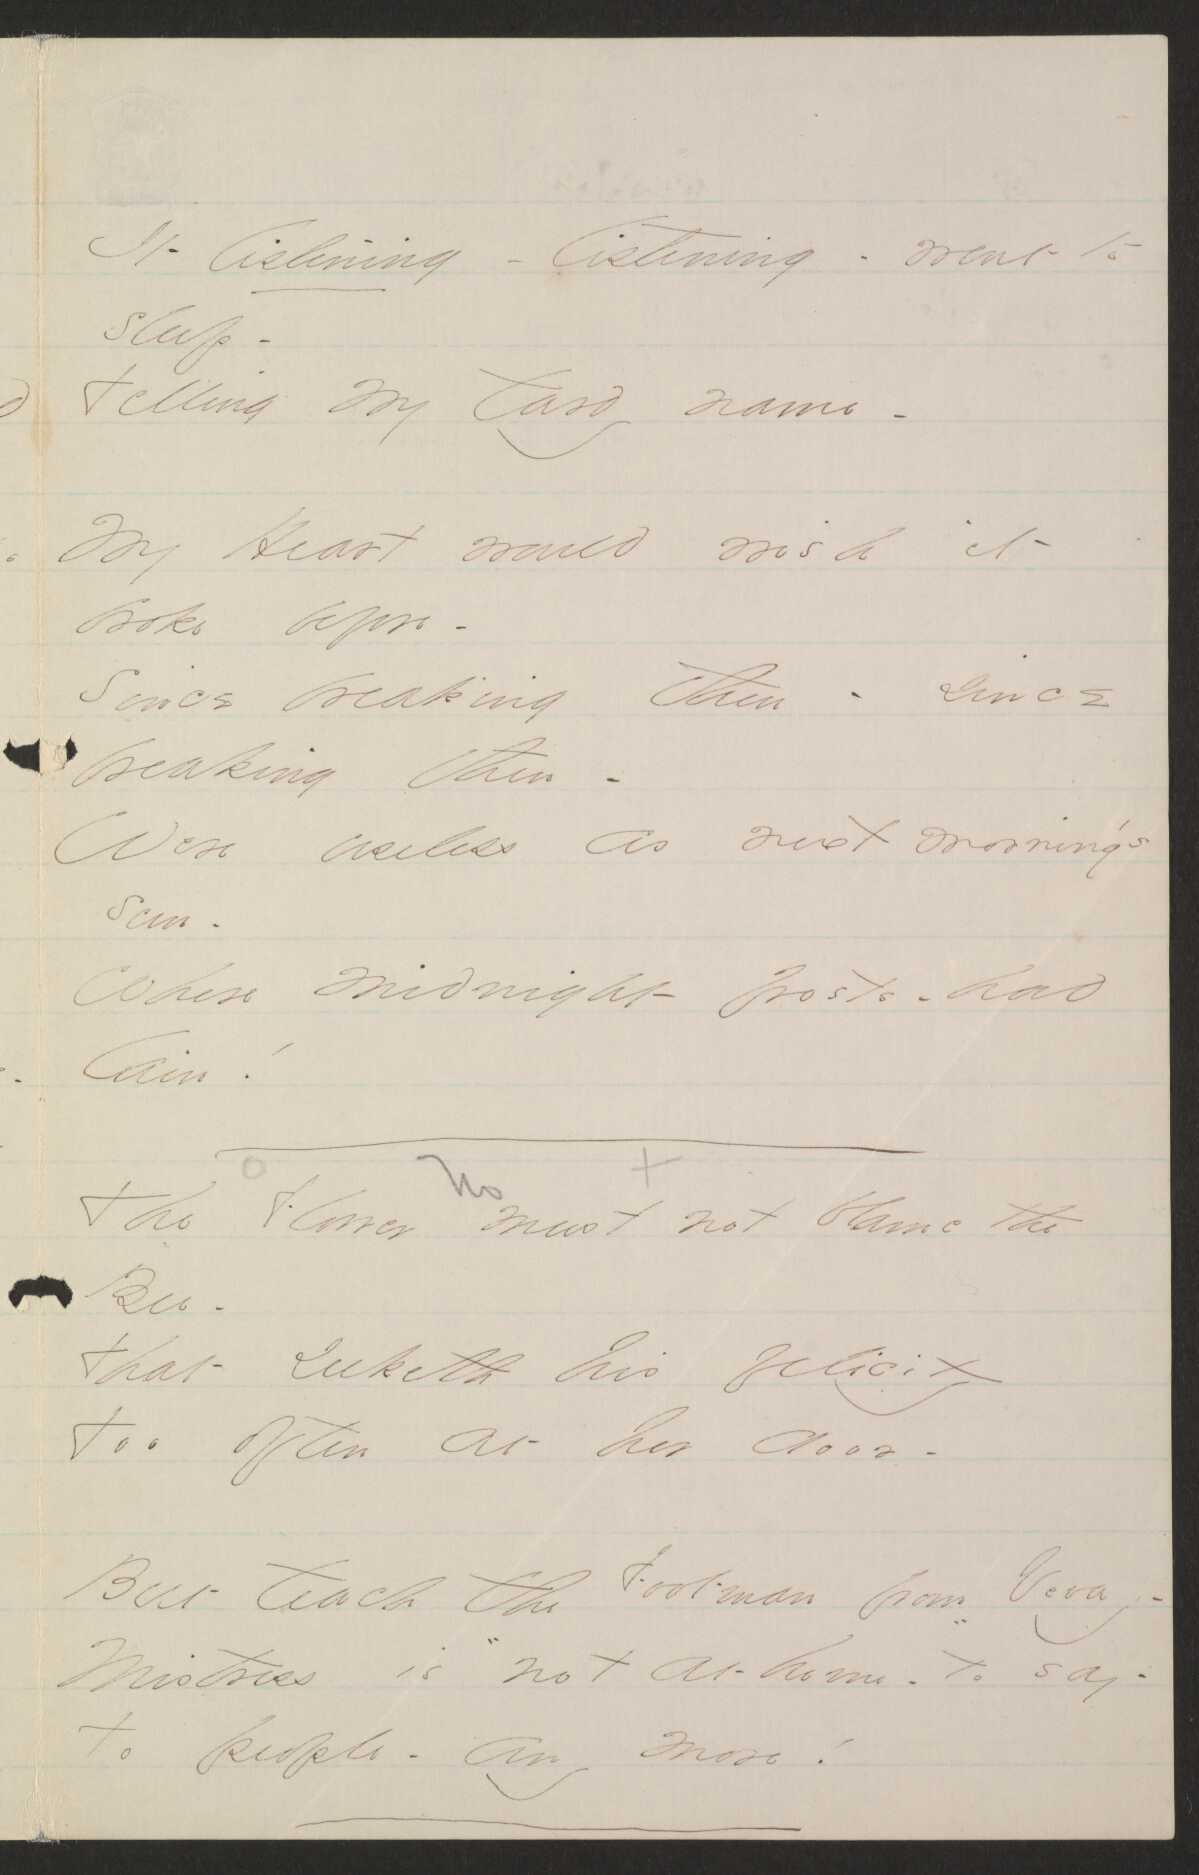 It listening - listening - went to
sleep -
Telling my tardy name -
My Heart would wish it
broke before -
Since breaking then - since
breaking then -
Were useless as next morning's
sun -
Where midnight frosts - had
lain!
o No +
The Flower must not blame the
Bee -
That seeketh his felicity
Too often at her door -
But teach the Footman from Vevay -
Mistress is "not at home" - to say -
To people - any more!